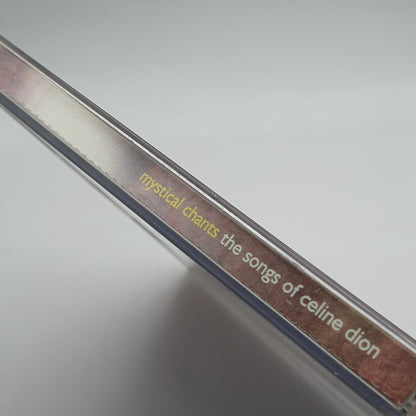 mystical chants the songs of celine dion